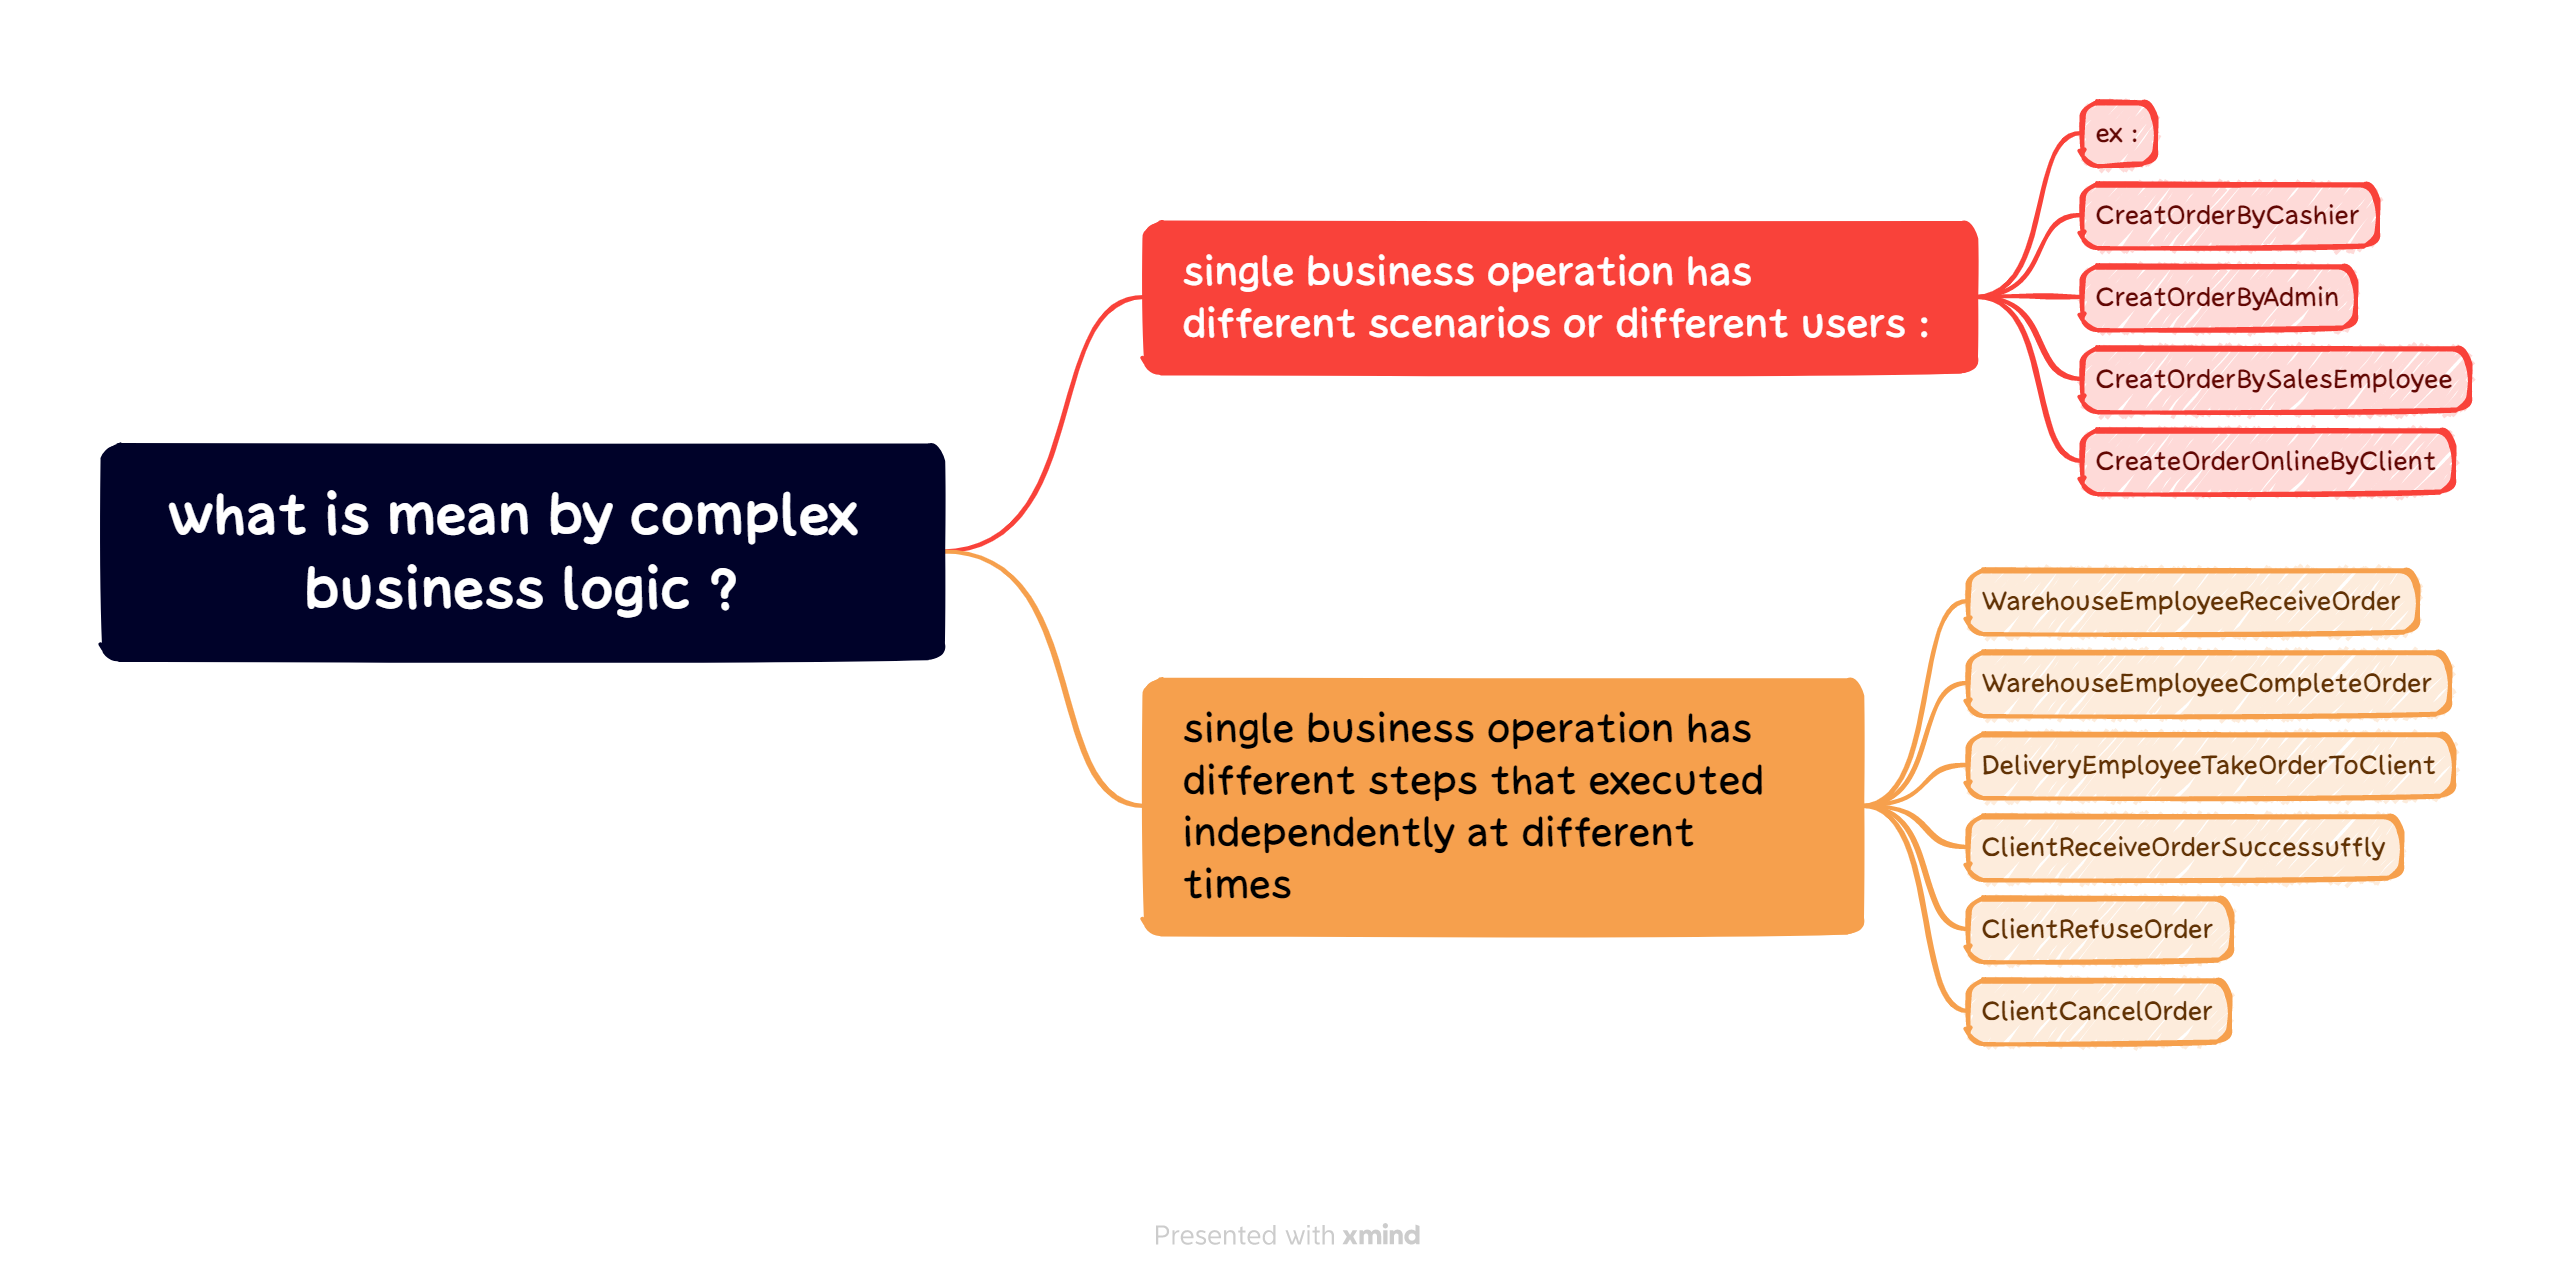 what is mean by complex
business logic ?
single business operation has
different scenarios or different users :
ex :
CreatOrderByCashier
CreatOrderByAdmin
CreatOrderBySalesEmployee
CreateOrderOnlineByClient
single business operation has
different steps that executed
independently at different
times
WarehouseEmployeeReceiveOrder
WarehouseEmployeeCompleteOrder
DeliveryEmployeeTakeOrderToClient
ClientReceiveOrderSuccessuffly
ClientRefuseOrder
ClientCancelOrder
Presented with xmind